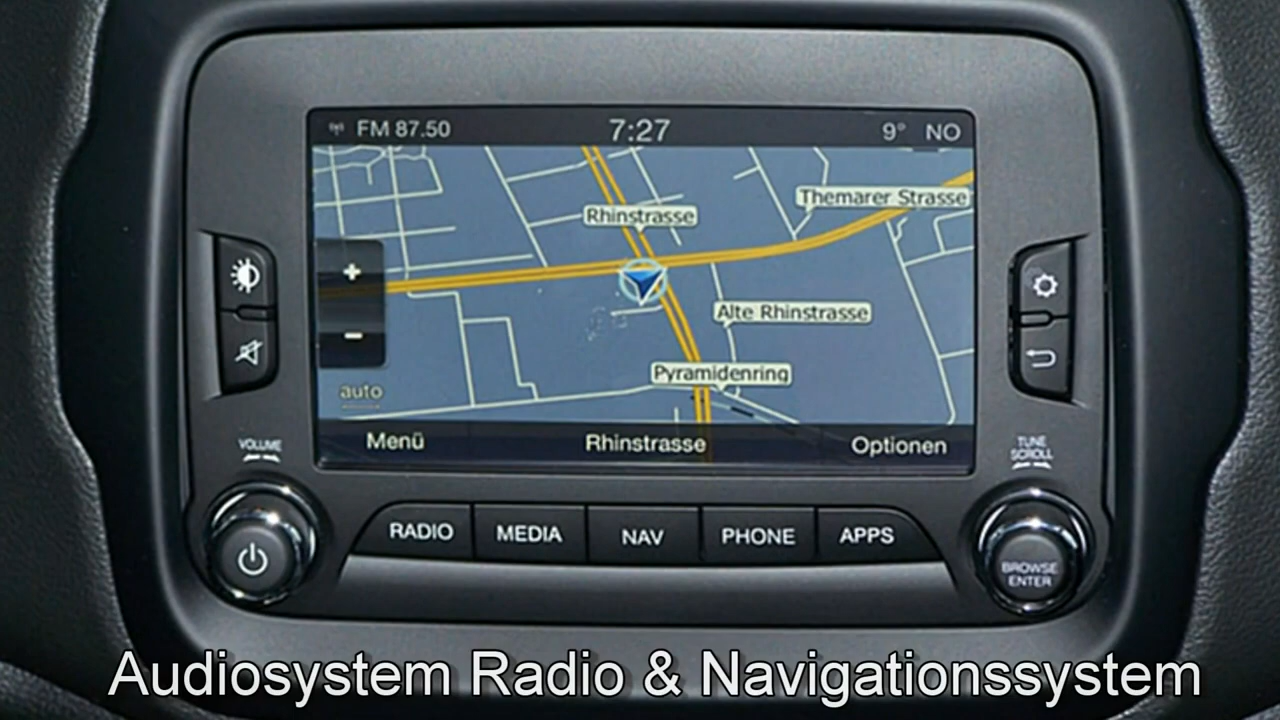 FM 87.50 7:27 9° NO
Themarer Strasse
Rhinstrasse
+
Alte Rhinstrasse
−
Pyramidenring
auto
Menü Rhinstrasse Optionen
VOLUME
TUNE
SCROLL
RADIO MEDIA NAV PHONE APPS
BROWSE
ENTER
Audiosystem Radio & Navigationssystem